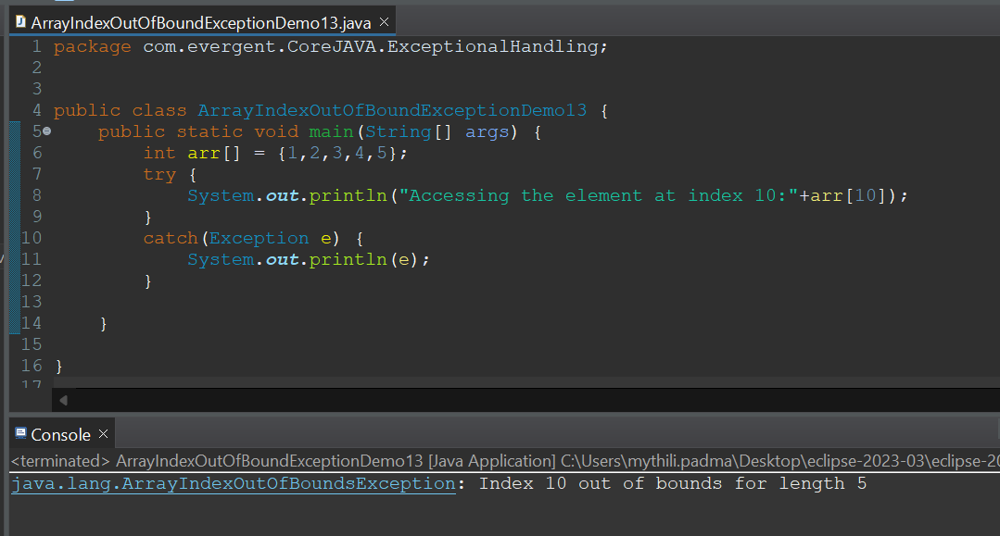 ArrayIndexOutOfBoundExceptionDemo13.java ×
1 package com.evergent.CoreJAVA.ExceptionalHandling;
2
3
4 public class ArrayIndexOutOfBoundExceptionDemo13 {
5 public static void main(String[] args) {
6 int arr[] = {1,2,3,4,5};
7 try {
8 System.out.println("Accessing the element at index 10:"+arr[10]);
9 }
10 catch(Exception e) {
11 System.out.println(e);
12 }
13
14 }
15
16 }
17
Console ×
<terminated> ArrayIndexOutOfBoundExceptionDemo13 [Java Application] C:\Users\mythili.padma\Desktop\eclipse-2023-03\eclipse-20
java.lang.ArrayIndexOutOfBoundsException: Index 10 out of bounds for length 5